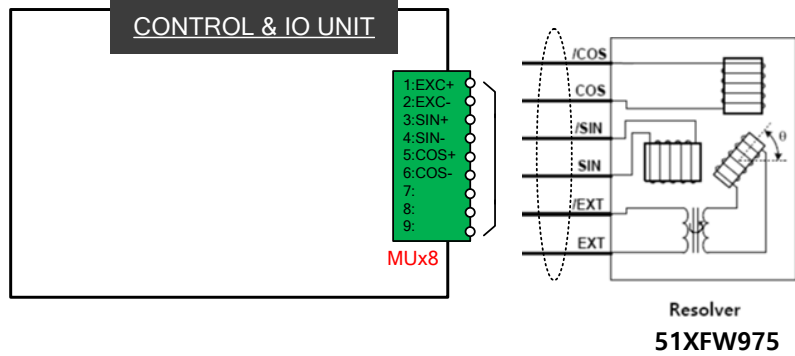 CONTROL & IO UNIT
1:EXC+
2:EXC-
3:SIN+
4:SIN-
5:COS+
6:COS-
7:
8:
9:
MUx8
/COS
COS
/SIN
SIN
/EXT
EXT
θ
Resolver
51XFW975